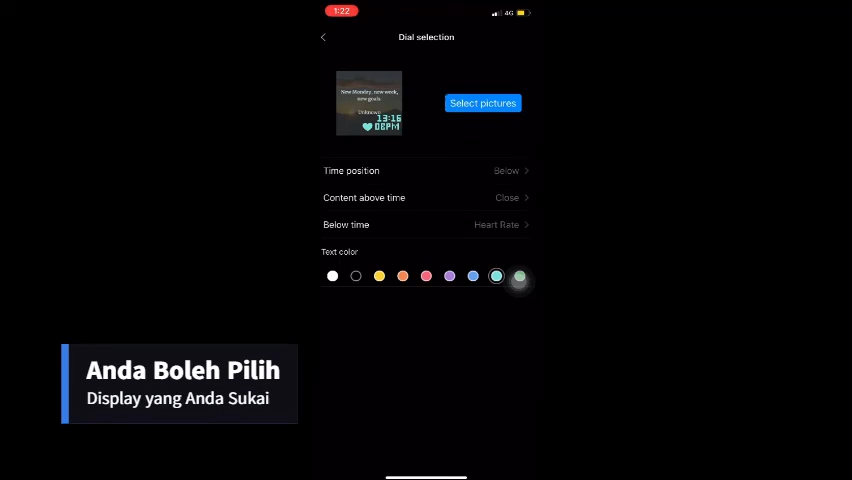 1:22
4G
Dial selection
New Monday, new week,
new goals.
Unknown
13:16
Select pictures
Time position
Below
Content above time
Close
Below time
Heart Rate
Text color
Anda Boleh Pilih
Display yang Anda Sukai